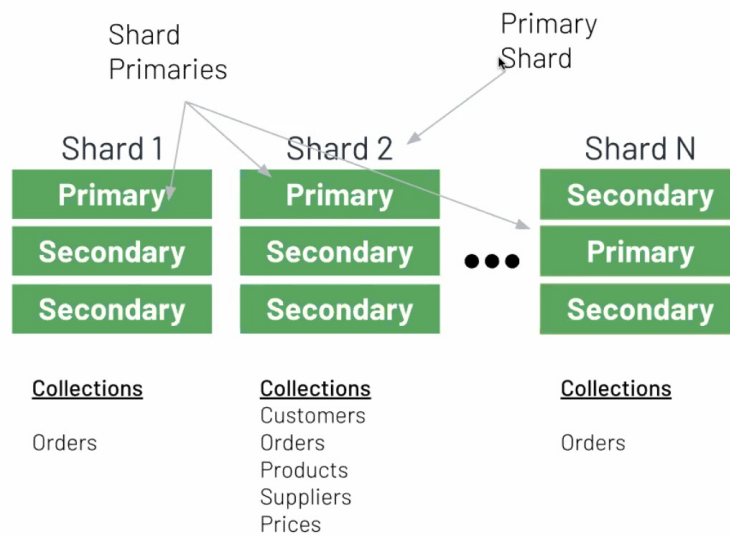 Shard
Primaries
Primary
Shard
Shard 1
Shard 2
Shard N
Primary
Primary
Secondary
Secondary
Secondary
Primary
Secondary
Secondary
Secondary
Collections
Collections
Collections
Customers
Orders
Orders
Orders
Products
Suppliers
Prices